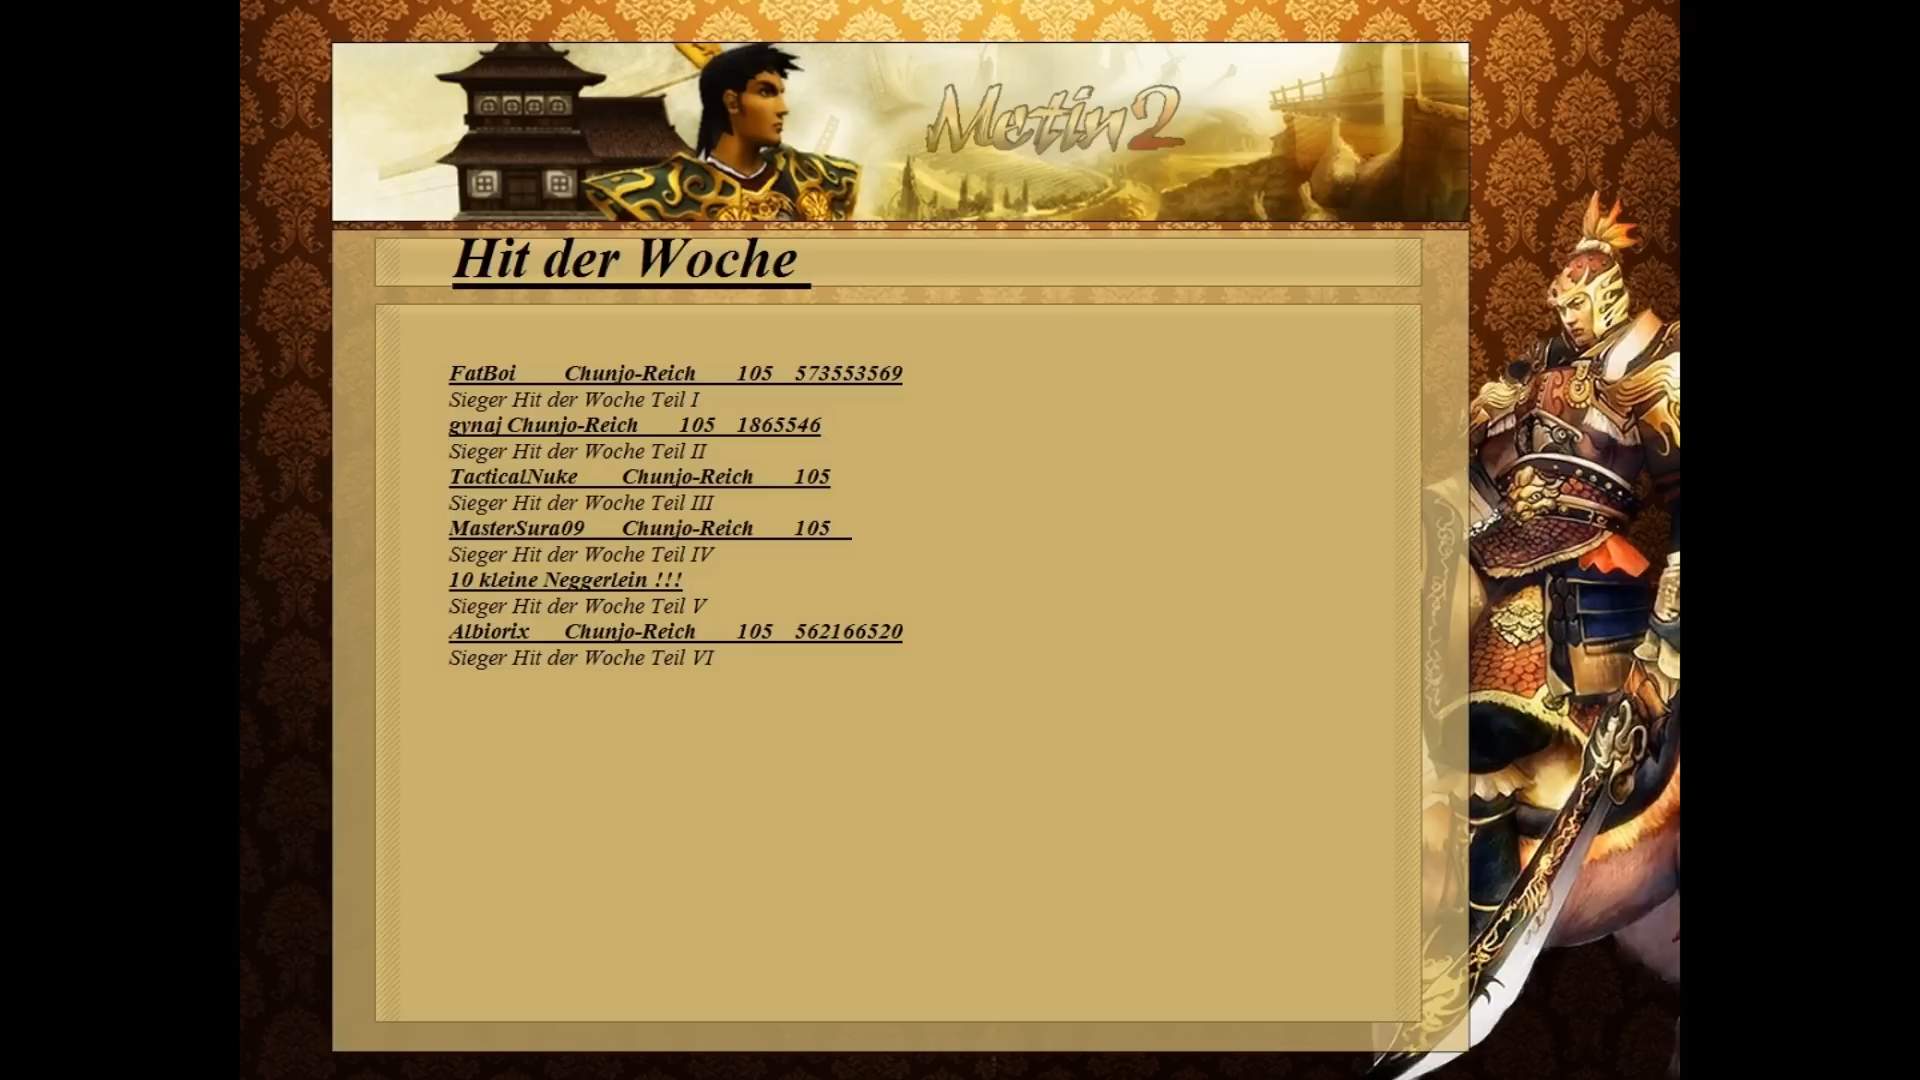 Metin2
Hit der Woche
FatBoi Chunjo-Reich 105 573553569
Sieger Hit der Woche Teil I
gynaj Chunjo-Reich 105 1865546
Sieger Hit der Woche Teil II
TacticalNuke Chunjo-Reich 105
Sieger Hit der Woche Teil III
MasterSura09 Chunjo-Reich 105
Sieger Hit der Woche Teil IV
10 kleine Neggerlein !!!
Sieger Hit der Woche Teil V
Albiorix Chunjo-Reich 105 562166520
Sieger Hit der Woche Teil VI